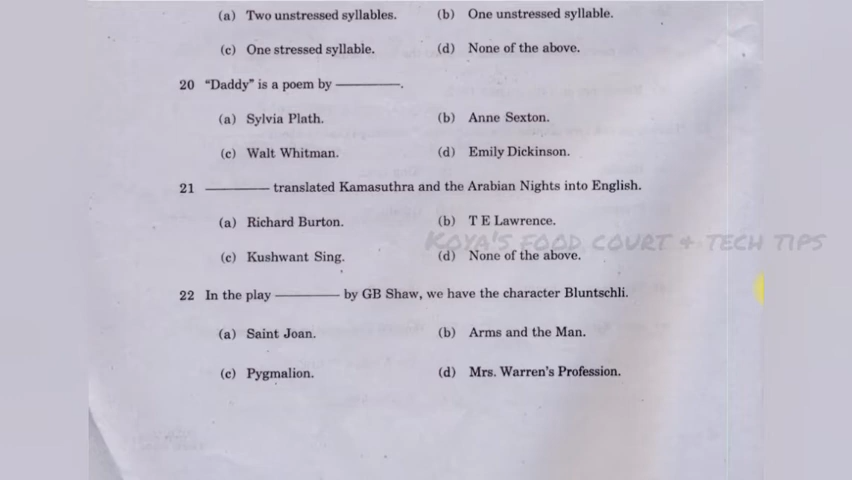 (a) Two unstressed syllables. (b) One unstressed syllable.
(c) One stressed syllable. (d) None of the above.
20 “Daddy” is a poem by ————.
(a) Sylvia Plath. (b) Anne Sexton.
(c) Walt Whitman. (d) Emily Dickinson.
21 ———— translated Kamasuthra and the Arabian Nights into English.
(a) Richard Burton. (b) T E Lawrence.
KOYA'S FOOD COURT + TECH TIPS
(c) Kushwant Sing. (d) None of the above.
22 In the play ———— by GB Shaw, we have the character Bluntschli.
(a) Saint Joan. (b) Arms and the Man.
(c) Pygmalion. (d) Mrs. Warren's Profession.